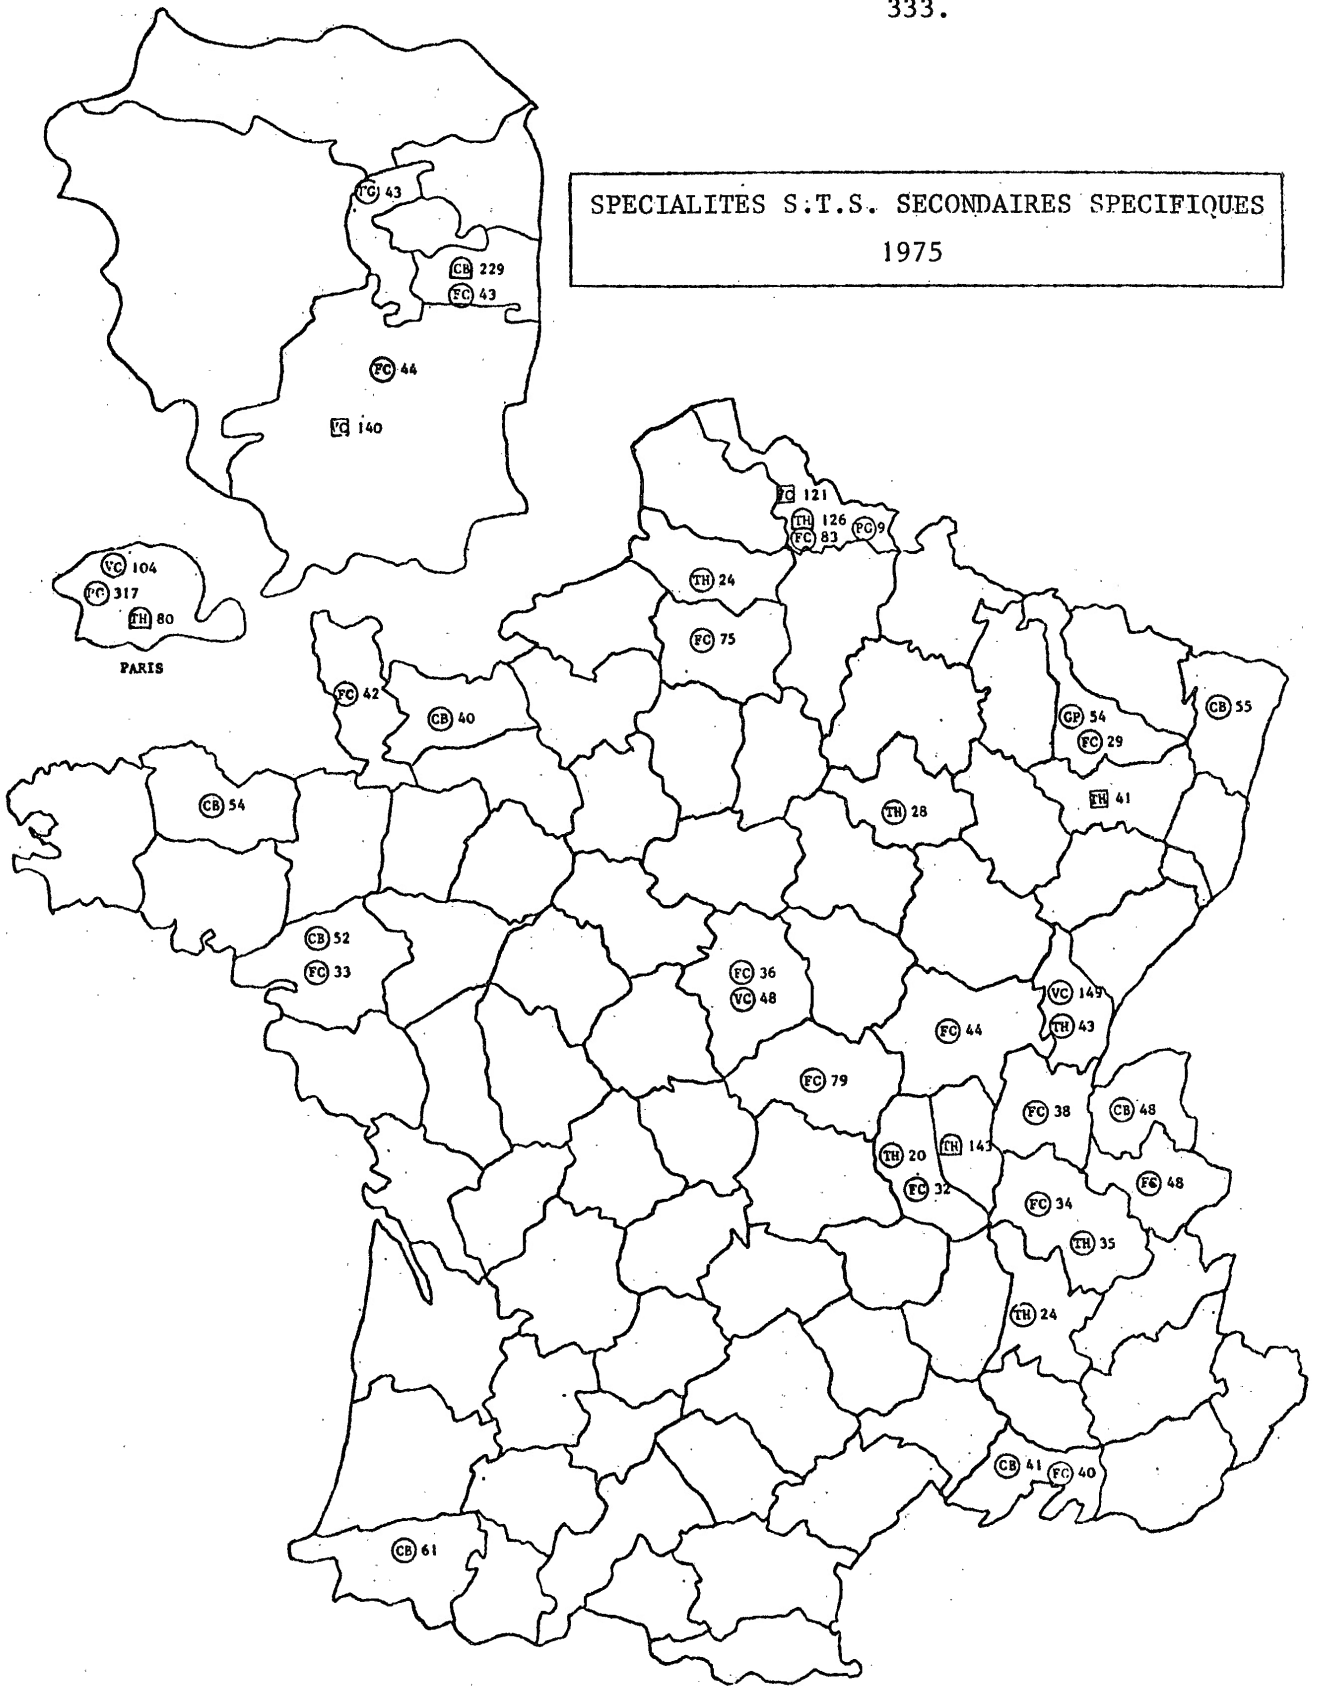 333.
SPECIALITES S.T.S. SECONDAIRES SPECIFIQUES
1975
43
CB 229
FC 43
FC 44
VC 140
121
TH 126
PG 9
FC 83
VC 104
317
TH 80
PARIS
TH 24
FC 75
FC 42
CB 40
GP 54
FC 29
CB 55
TH 41
CB 54
TH 28
CB 52
FC 33
FC 36
VC 48
VC 149
TH 43
FC 44
FC 79
FC 38
CB 48
TH 143
TH 20
FC 32
FC 48
FC 34
TH 35
TH 24
CB 41
FC 40
CB 61